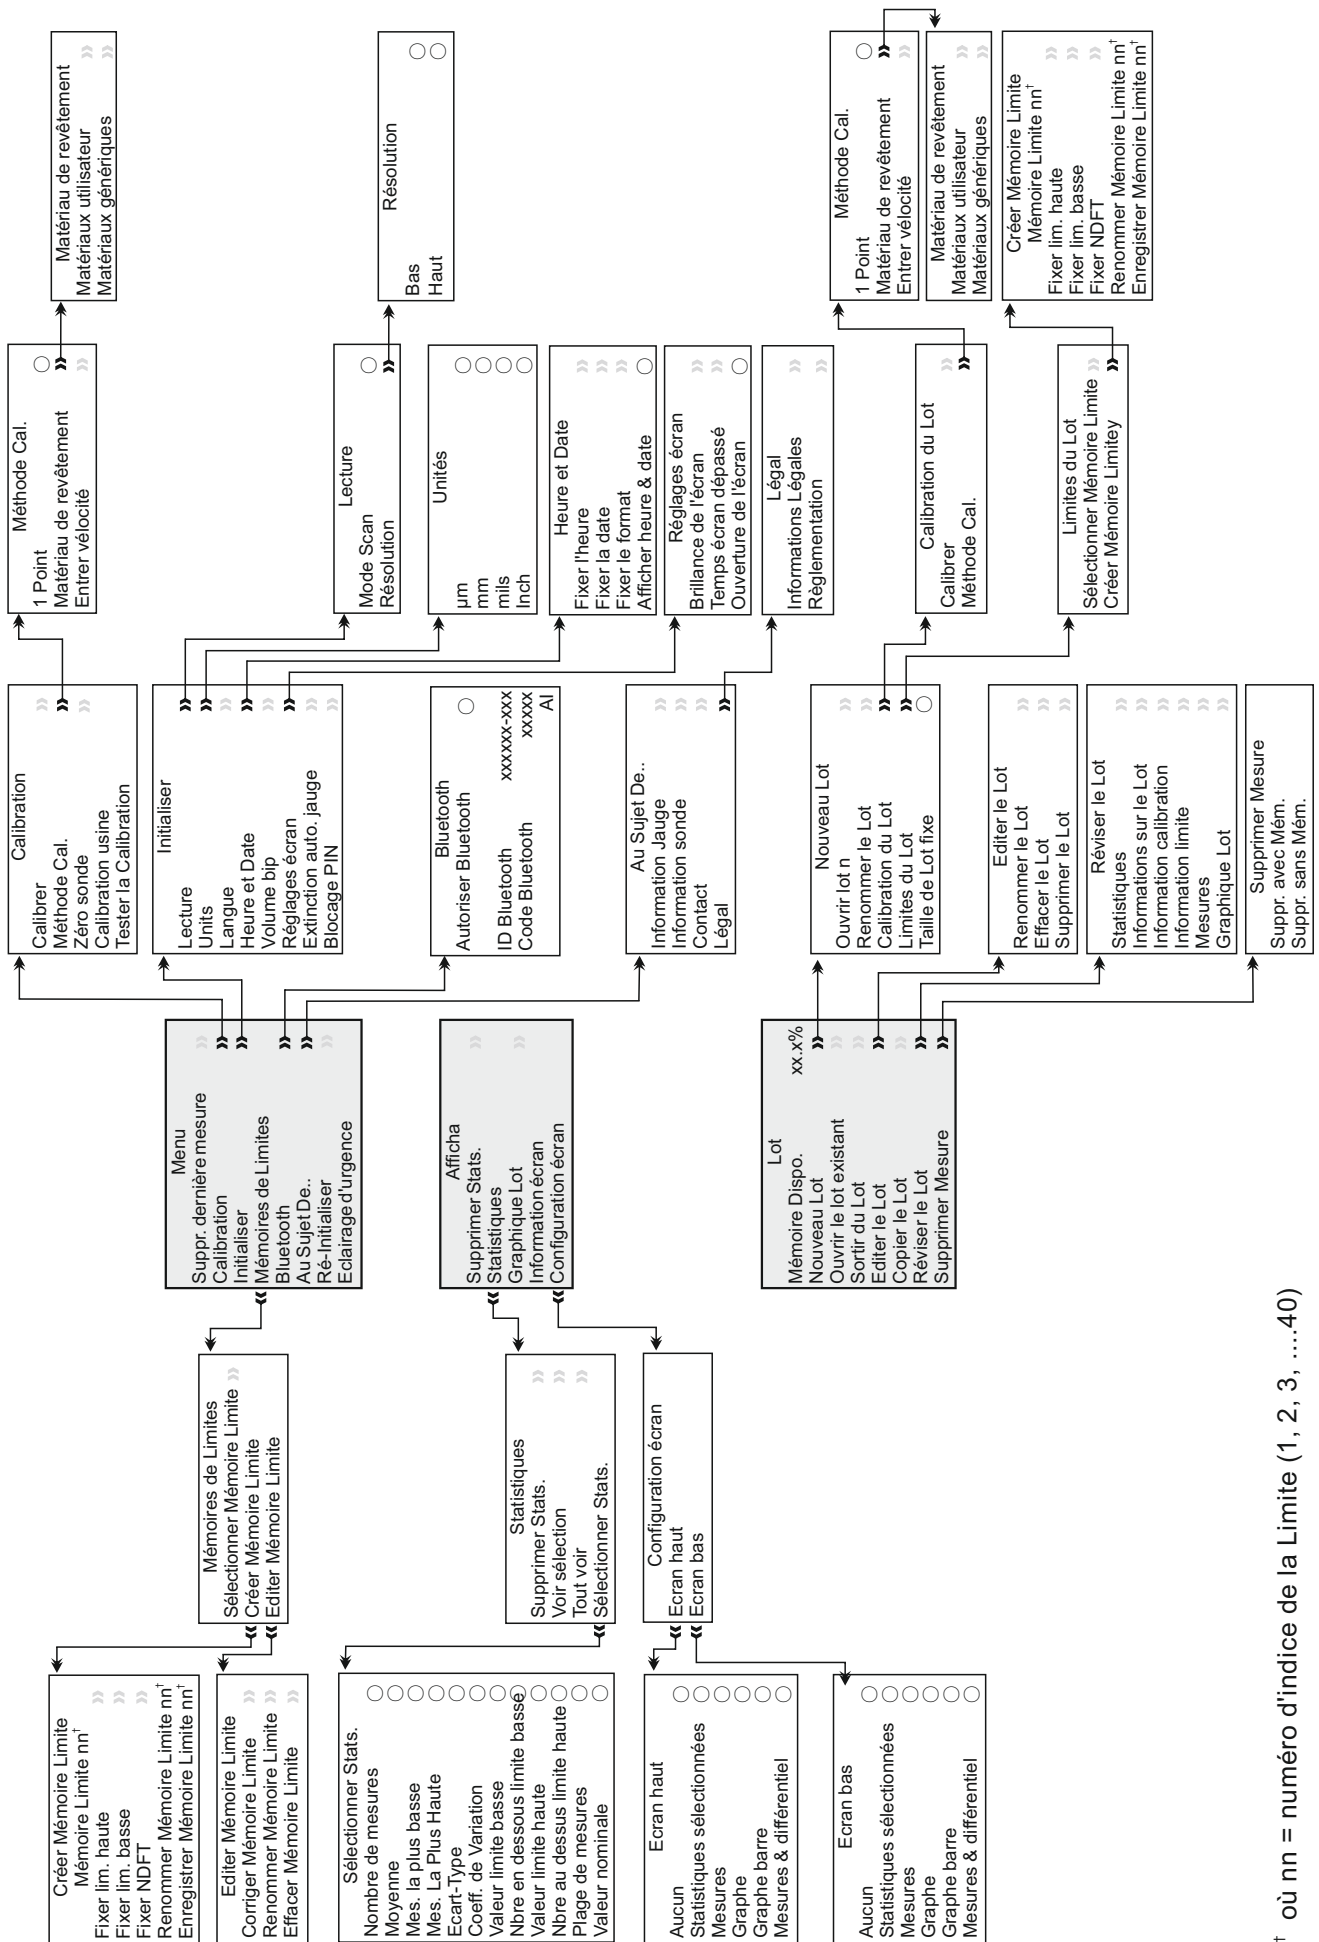 Créer Mémoire Limite
Mémoire Limite nn†
Fixer lim. haute
Fixer lim. basse
Fixer NDFT
Renommer Mémoire Limite nn†
Enregistrer Mémoire Limite nn†
Editer Mémoire Limite
Corriger Mémoire Limite
Renommer Mémoire Limite
Effacer Mémoire Limite
Sélectionner Stats.
Nombre de mesures
Moyenne
Mes. la plus basse
Mes. La Plus Haute
Ecart-Type
Coeff. de Variation
Valeur limite basse
Nbre en dessous limite basse
Valeur limite haute
Nbre au dessus limite haute
Plage de mesures
Valeur nominale
Ecran haut
Aucun
Statistiques sélectionnées
Mesures
Graphe
Graphe barre
Mesures & différentiel
Ecran bas
Aucun
Statistiques sélectionnées
Mesures
Graphe
Graphe barre
Mesures & différentiel
Mémoires de Limites
Sélectionner Mémoire Limite
Créer Mémoire Limite
Editer Mémoire Limite
Statistiques
Supprimer Stats.
Voir sélection
Tout voir
Sélectionner Stats.
Configuration écran
Ecran haut
Ecran bas
Menu
Suppr. dernière mesure
Calibration
Initialiser
Mémoires de Limites
Bluetooth
Au Sujet De..
Ré-Initialiser
Eclairage d'urgence
Afficha
Supprimer Stats.
Statistiques
Graphique Lot
Information écran
Configuration écran
Lot
Mémoire Dispo. xx.x%
Nouveau Lot
Ouvrir le lot existant
Sortir du Lot
Editer le Lot
Copier le Lot
Réviser le Lot
Supprimer Mesure
Calibration
Calibrer
Méthode Cal.
Zéro sonde
Calibration usine
Tester la Calibration
Initialiser
Lecture
Units
Langue
Heure et Date
Volume bip
Réglages écran
Extinction auto. jauge
Blocage PIN
Bluetooth
Autoriser Bluetooth
ID Bluetooth xxxxxx-xxx
Code Bluetooth xxxxx
AI
Au Sujet De..
Information Jauge
Information sonde
Contact
Légal
Nouveau Lot
Ouvrir lot n
Renommer le Lot
Calibration du Lot
Limites du Lot
Taille de Lot fixe
Editer le Lot
Renommer le Lot
Effacer le Lot
Supprimer le Lot
Réviser le Lot
Statistiques
Informations sur le Lot
Information calibration
Information limite
Mesures
Graphique Lot
Supprimer Mesure
Suppr. avec Mém.
Suppr. sans Mém.
Méthode Cal.
1 Point
Matériau de revêtement
Entrer vélocité
Lecture
Mode Scan
Résolution
Unités
µm
mm
mils
Inch
Heure et Date
Fixer l'heure
Fixer la date
Fixer le format
Afficher heure & date
Réglages écran
Brillance de l'écran
Temps écran dépassé
Ouverture de l'écran
Légal
Informations Légales
Règlementation
Calibration du Lot
Calibrer
Méthode Cal.
Limites du Lot
Sélectionner Mémoire Limite
Créer Mémoire Limitey
Matériau de revêtement
Matériaux utilisateur
Matériaux génériques
Résolution
Bas
Haut
Méthode Cal.
1 Point
Matériau de revêtement
Entrer vélocité
Matériau de revêtement
Matériaux utilisateur
Matériaux génériques
Créer Mémoire Limite
Mémoire Limite nn†
Fixer lim. haute
Fixer lim. basse
Fixer NDFT
Renommer Mémoire Limite nn†
Enregistrer Mémoire Limite nn†
† où nn = numéro d'indice de la Limite (1, 2, 3, ....40)